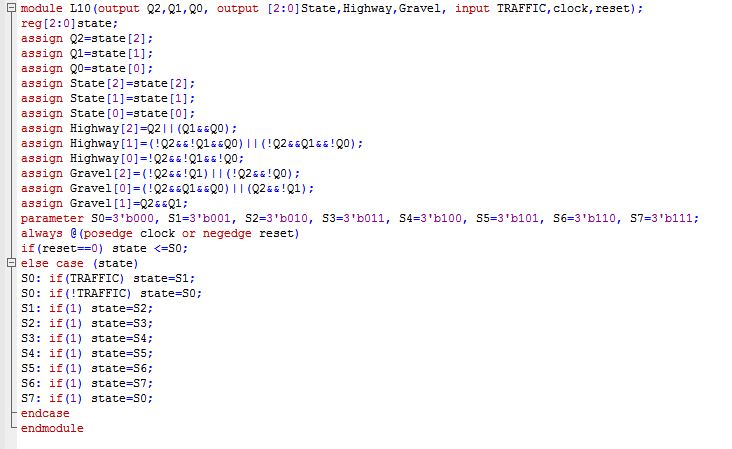 module L10(output Q2,Q1,Q0, output [2:0]State,Highway,Gravel, input TRAFFIC,clock,reset);
reg[2:0]state;
assign Q2=state[2];
assign Q1=state[1];
assign Q0=state[0];
assign State[2]=state[2];
assign State[1]=state[1];
assign State[0]=state[0];
assign Highway[2]=Q2||(Q1&&Q0);
assign Highway[1]=(!Q2&&!Q1&&Q0)||(!Q2&&Q1&&!Q0);
assign Highway[0]=!Q2&&!Q1&&!Q0;
assign Gravel[2]=(!Q2&&!Q1)||(!Q2&&!Q0);
assign Gravel[0]=(!Q2&&Q1&&Q0)||(Q2&&!Q1);
assign Gravel[1]=Q2&&Q1;
parameter S0=3'b000, S1=3'b001, S2=3'b010, S3=3'b011, S4=3'b100, S5=3'b101, S6=3'b110, S7=3'b111;
always @(posedge clock or negedge reset)
if(reset==0) state <=S0;
else case (state)
S0: if(TRAFFIC) state=S1;
S0: if(!TRAFFIC) state=S0;
S1: if(1) state=S2;
S2: if(1) state=S3;
S3: if(1) state=S4;
S4: if(1) state=S5;
S5: if(1) state=S6;
S6: if(1) state=S7;
S7: if(1) state=S0;
endcase
endmodule